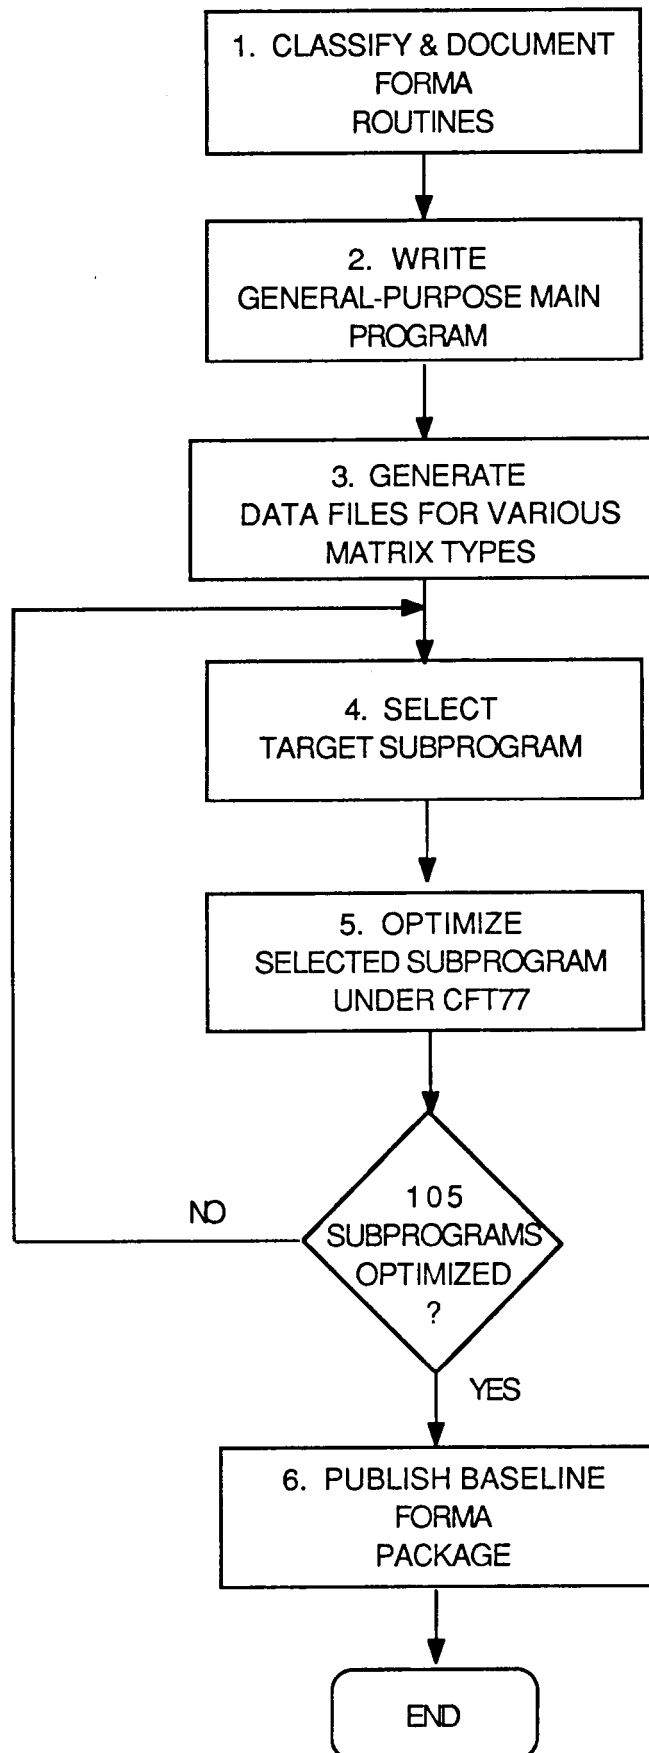 1. CLASSIFY & DOCUMENT
FORMA
ROUTINES
2. WRITE
GENERAL-PURPOSE MAIN
PROGRAM
3. GENERATE
DATA FILES FOR VARIOUS
MATRIX TYPES
4. SELECT
TARGET SUBPROGRAM
5. OPTIMIZE
SELECTED SUBPROGRAM
UNDER CFT77
NO
105
SUBPROGRAMS
OPTIMIZED
?
YES
6. PUBLISH BASELINE
FORMA
PACKAGE
END